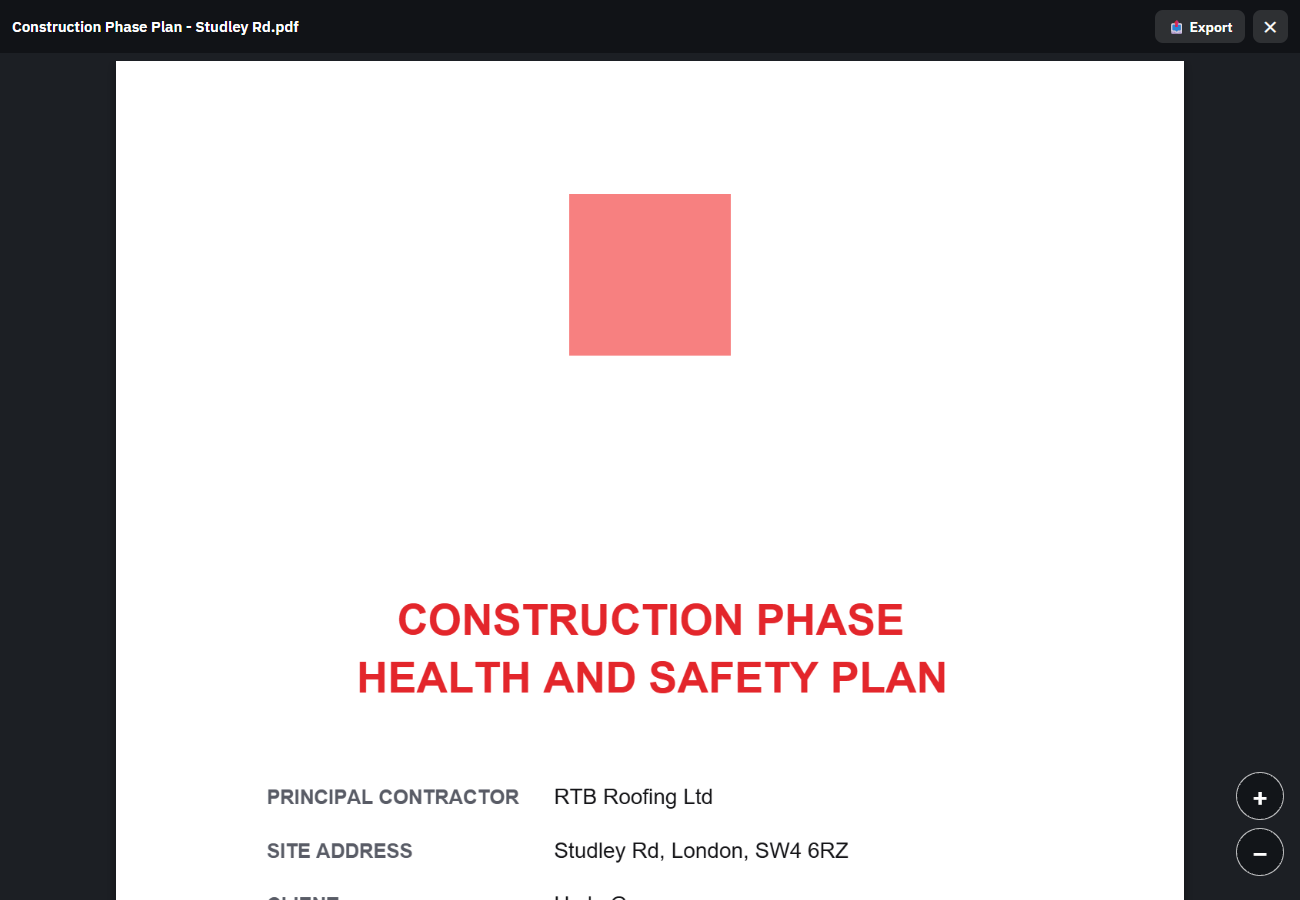 Construction Phase Plan - Studley Rd.pdf
Export
CONSTRUCTION PHASE
HEALTH AND SAFETY PLAN
PRINCIPAL CONTRACTOR RTB Roofing Ltd
SITE ADDRESS Studley Rd, London, SW4 6RZ
CLIENT